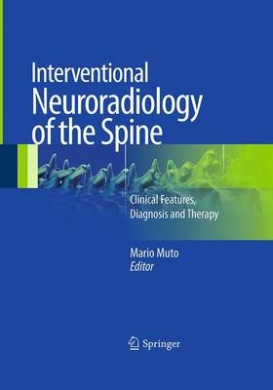 Interventional
Neuroradiology
of the Spine
Clinical Features,
Diagnosis and Therapy
Mario Muto
Editor
Springer